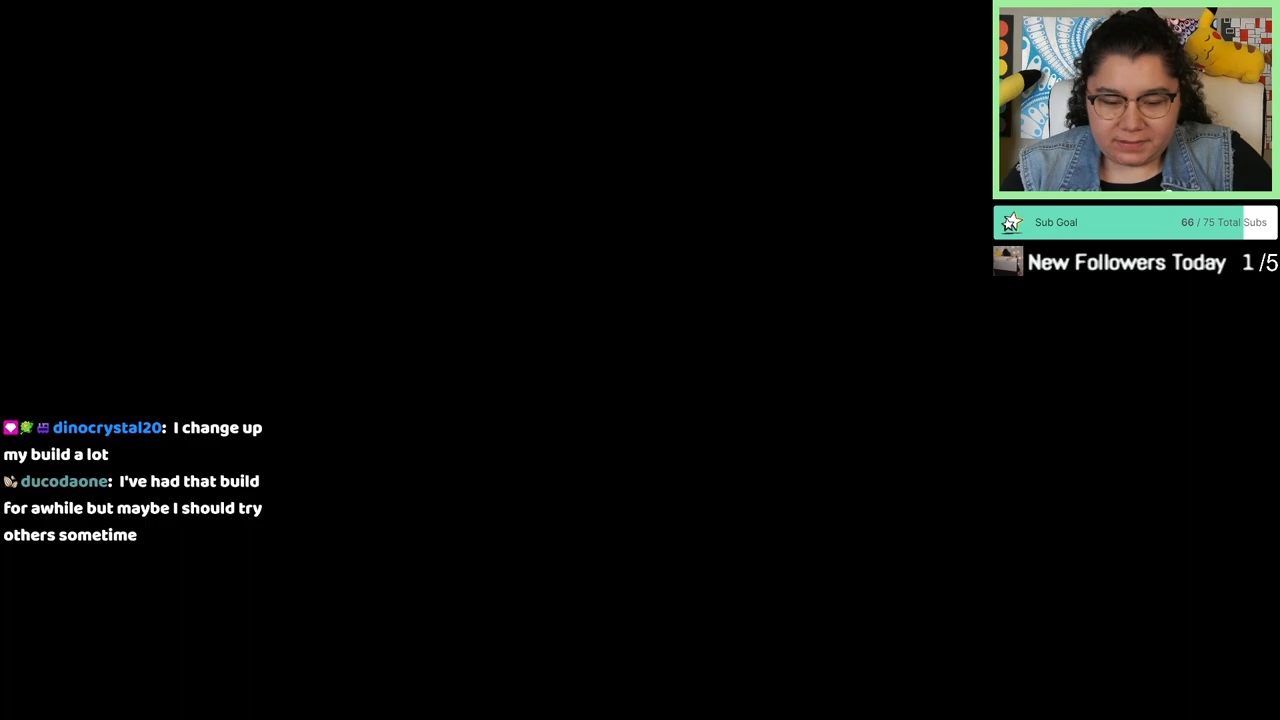 Sub Goal 66 / 75 Total Subs
New Followers Today 1 /5
dinocrystal20: I change up
my build a lot
ducodaone: I've had that build
for awhile but maybe I should try
others sometime